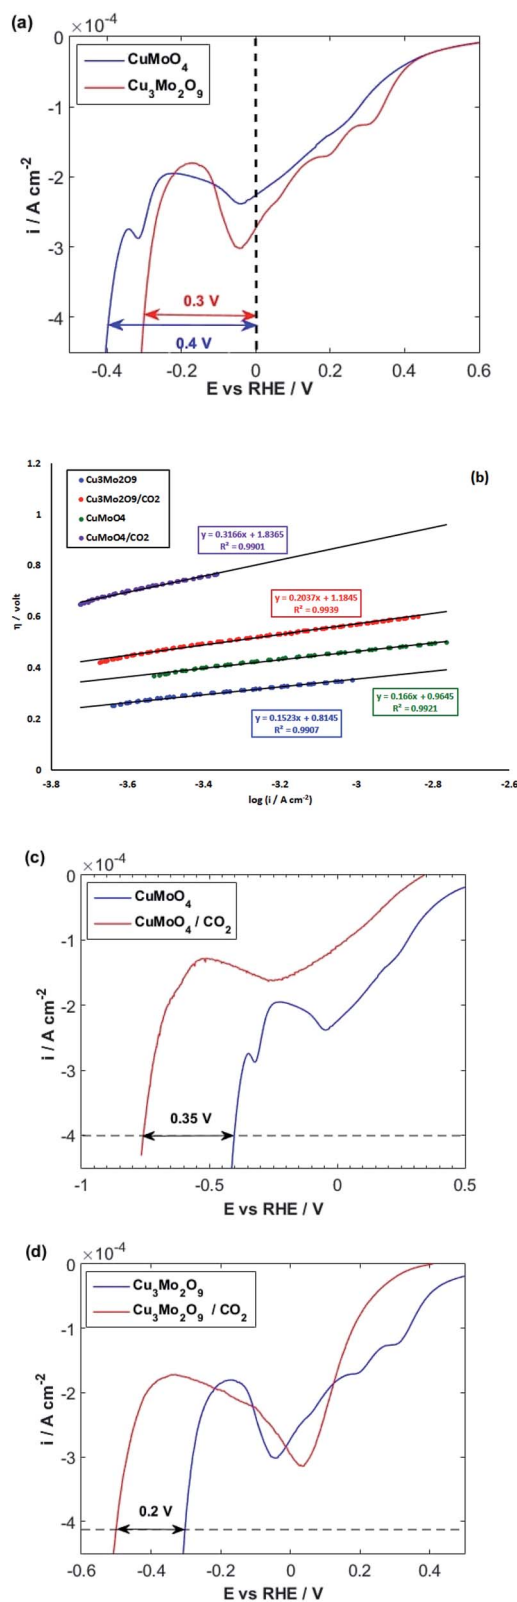 (a)
×10⁻⁴
0
CuMoO₄
Cu₃Mo₂O₉
-1
-2
-3
-4
i / A cm⁻²
0.3 V
0.4 V
-0.4 -0.2 0 0.2 0.4 0.6
E vs RHE / V
(b)
1.2
1
0.8
0.6
0.4
0.2
0
η / volt
Cu3Mo2O9
Cu3Mo2O9/CO2
CuMoO4
CuMoO4/CO2
y = 0.3166x + 1.8365
R² = 0.9901
y = 0.2037x + 1.1845
R² = 0.9939
y = 0.166x + 0.9645
R² = 0.9921
y = 0.1523x + 0.8145
R² = 0.9907
-3.8 -3.6 -3.4 -3.2 -3 -2.8 -2.6
log (i / A cm⁻²)
(c)
×10⁻⁴
0
CuMoO₄
CuMoO₄ / CO₂
-1
-2
-3
-4
i / A cm⁻²
0.35 V
-1 -0.5 0 0.5
E vs RHE / V
(d)
×10⁻⁴
0
Cu₃Mo₂O₉
Cu₃Mo₂O₉ / CO₂
-1
-2
-3
-4
i / A cm⁻²
0.2 V
-0.6 -0.4 -0.2 0 0.2 0.4
E vs RHE / V